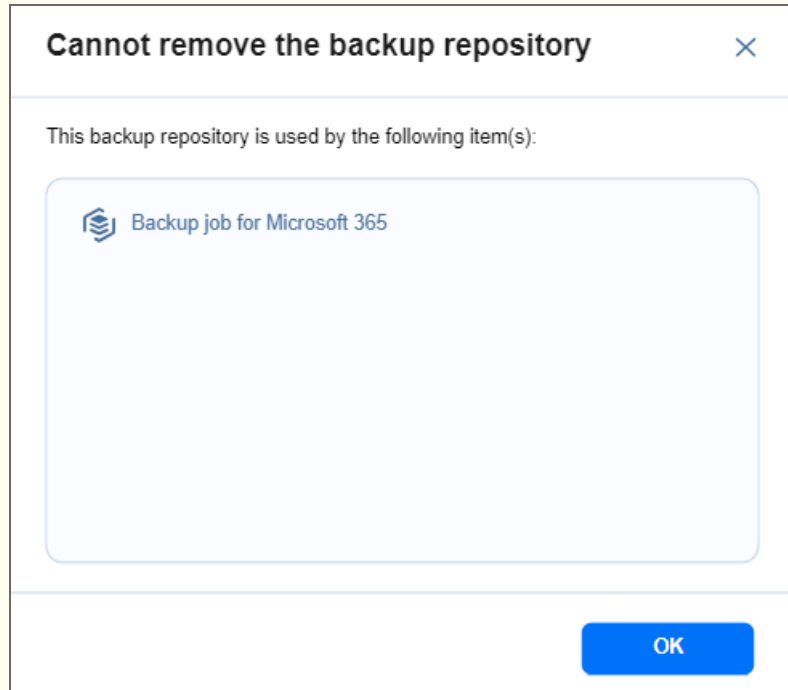 Cannot remove the backup repository
This backup repository is used by the following item(s):
Backup job for Microsoft 365
OK